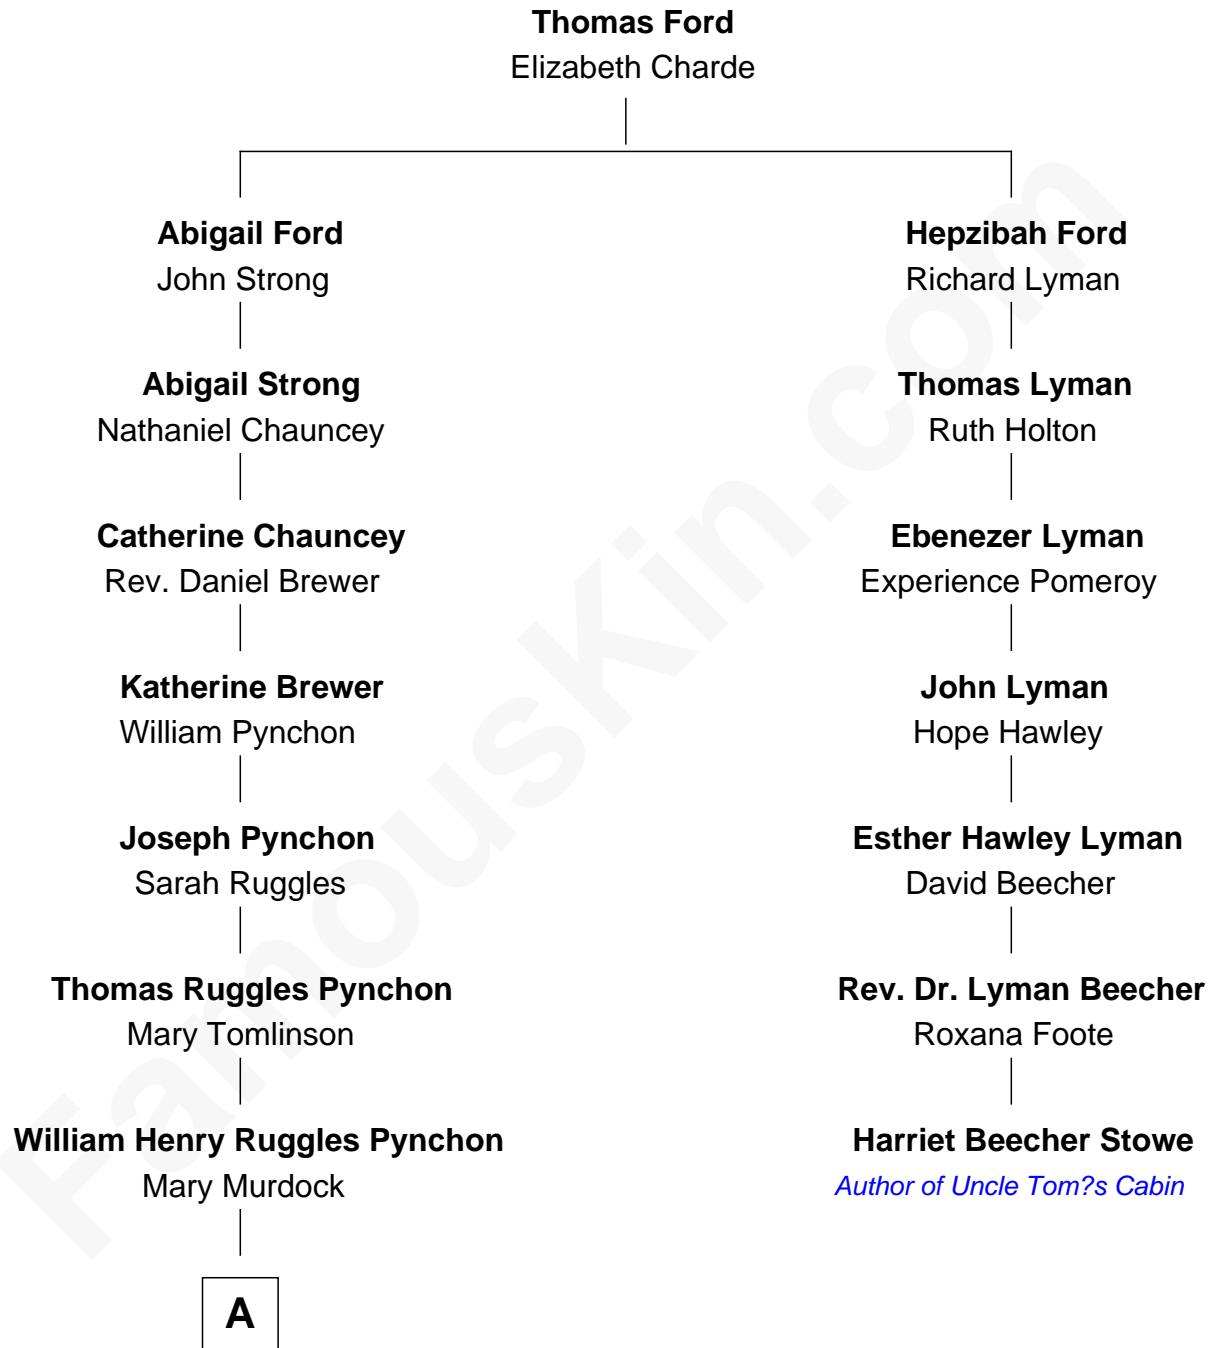 Thomas Ford
Elizabeth Charde
Abigail Ford
John Strong
Abigail Strong
Nathaniel Chauncey
Catherine Chauncey
Rev. Daniel Brewer
Katherine Brewer
William Pynchon
Joseph Pynchon
Sarah Ruggles
Thomas Ruggles Pynchon
Mary Tomlinson
William Henry Ruggles Pynchon
Mary Murdock
A
Hepzibah Ford
Richard Lyman
Thomas Lyman
Ruth Holton
Ebenezer Lyman
Experience Pomeroy
John Lyman
Hope Hawley
Esther Hawley Lyman
David Beecher
Rev. Dr. Lyman Beecher
Roxana Foote
Harriet Beecher Stowe
Author of Uncle Tom?s Cabin
FamousKin.com